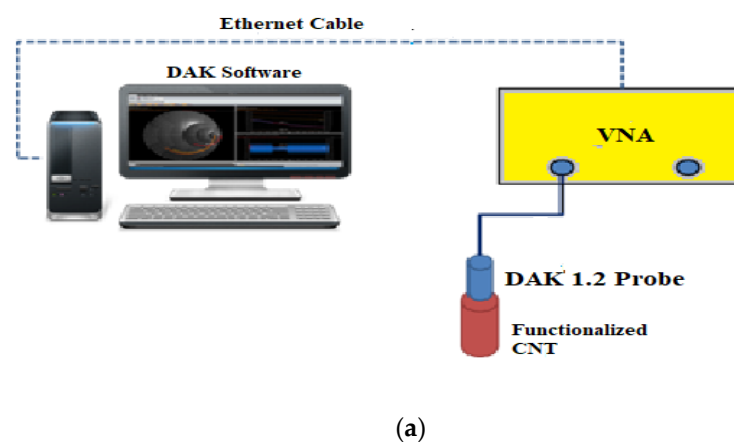 Ethernet Cable
DAK Software
VNA
DAK 1.2 Probe
Functionalized
CNT
(a)